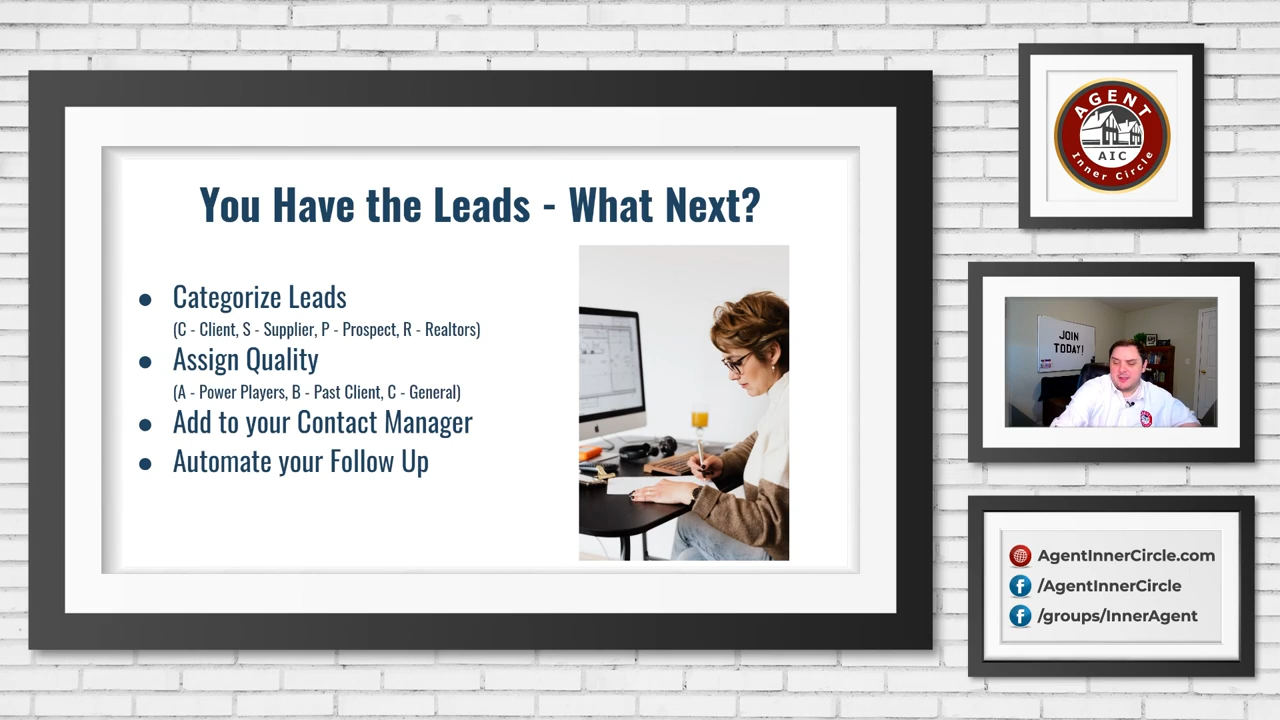 You Have the Leads - What Next?
● Categorize Leads
(C - Client, S - Supplier, P - Prospect, R - Realtors)
● Assign Quality
(A - Power Players, B - Past Client, C - General)
● Add to your Contact Manager
● Automate your Follow Up
AGENT
AIC
Inner Circle
JOIN
TODAY!
AgentInnerCircle.com
/AgentInnerCircle
/groups/InnerAgent